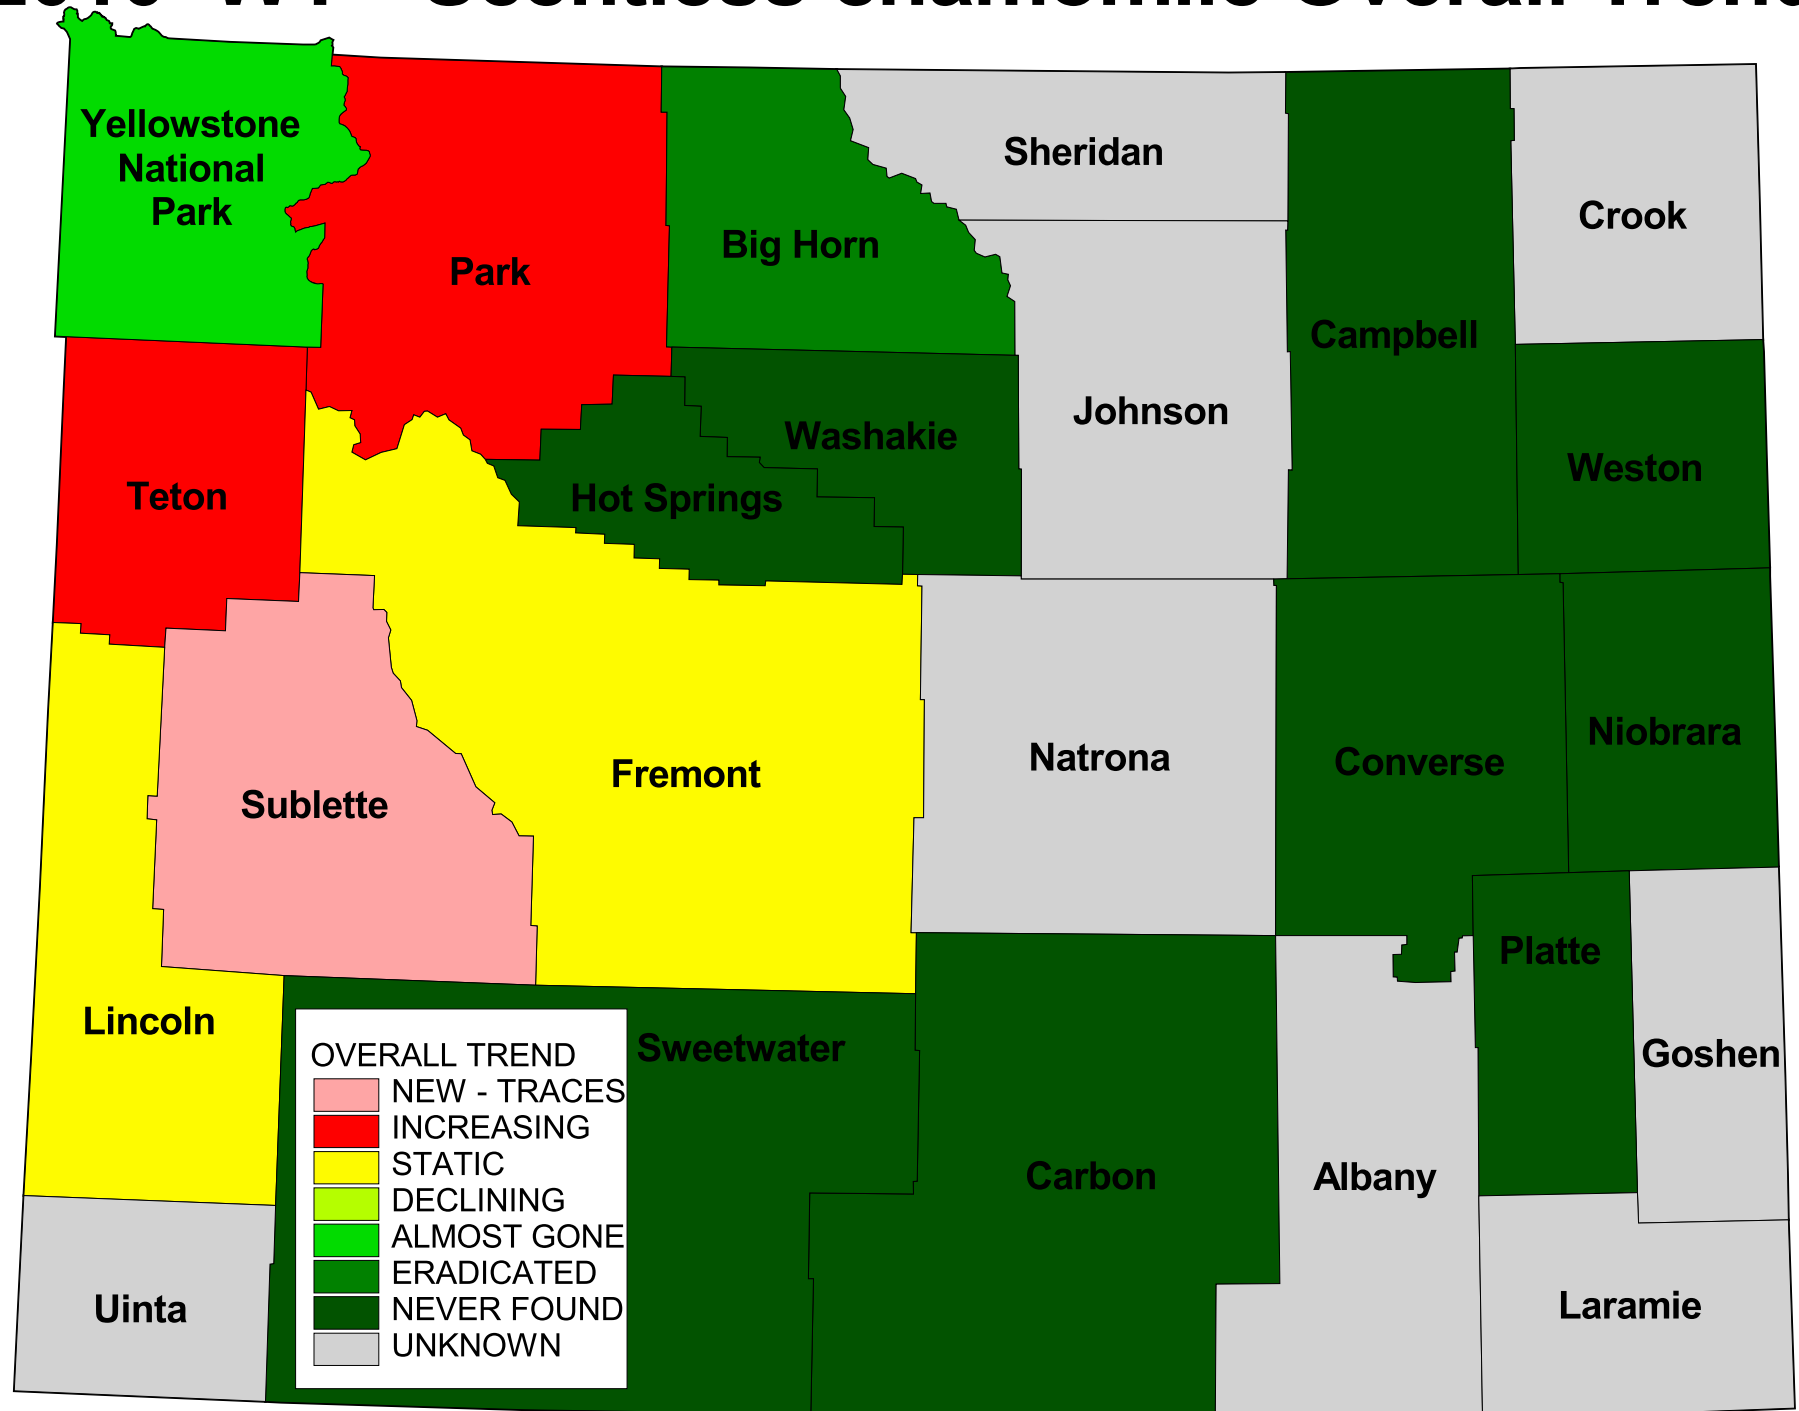 Yellowstone
National
Park
Park
Big Horn
Sheridan
Crook
Campbell
Johnson
Washakie
Weston
Hot Springs
Teton
Niobrara
Natrona
Converse
Fremont
Sublette
Platte
Lincoln
Sweetwater
Goshen
Carbon
Albany
Uinta
Laramie
OVERALL TREND
NEW - TRACES
INCREASING
STATIC
DECLINING
ALMOST GONE
ERADICATED
NEVER FOUND
UNKNOWN